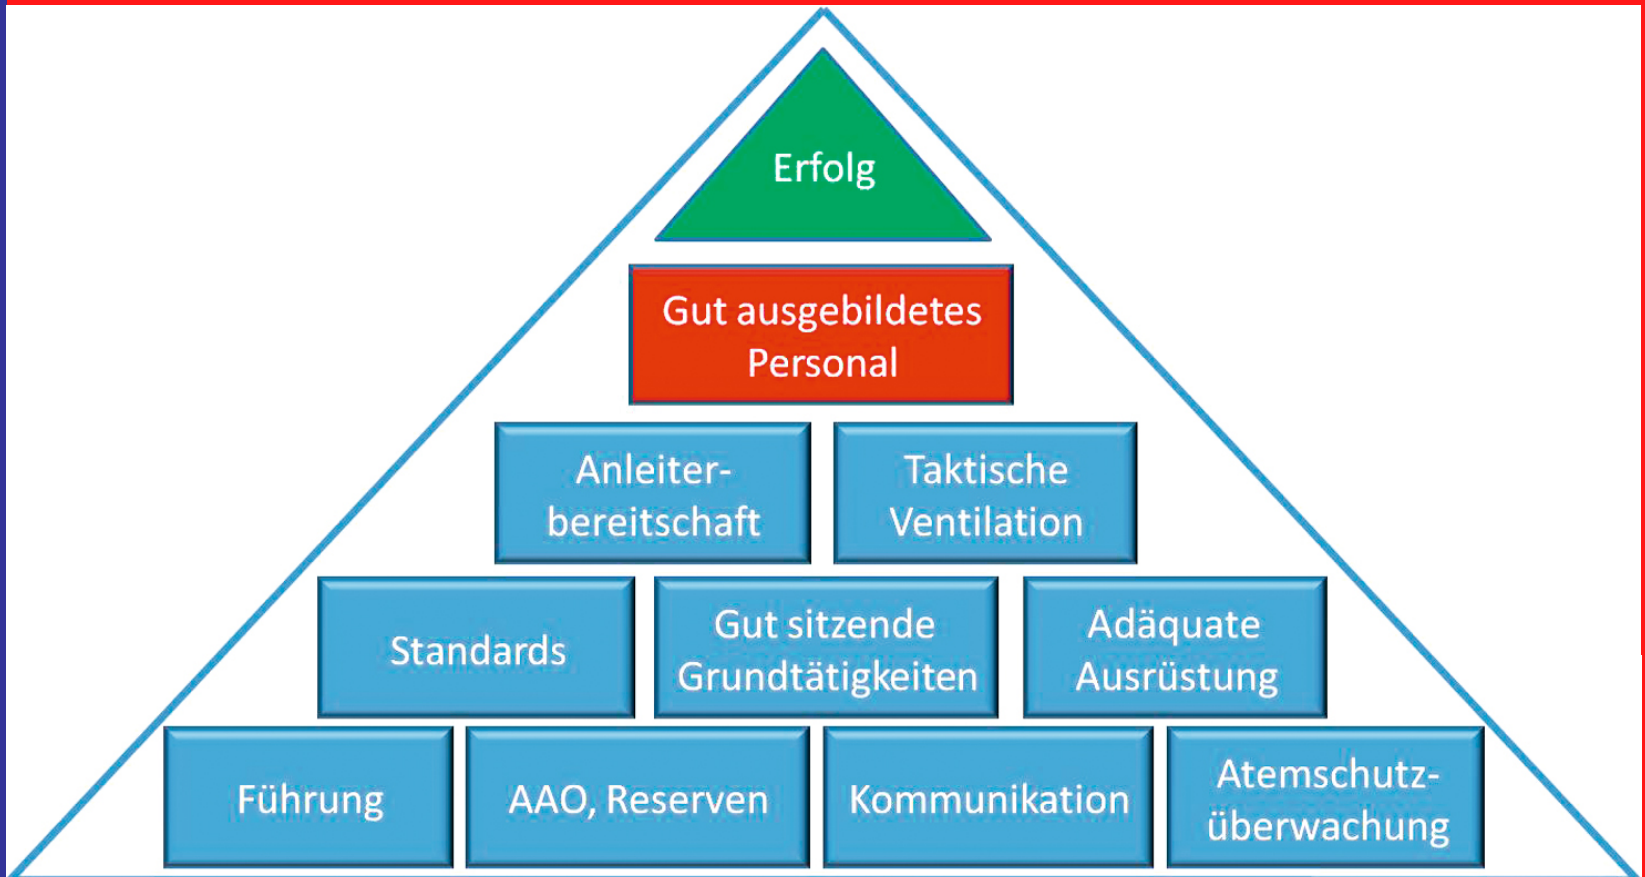 Erfolg
Gut ausgebildetes
Personal
Anleiter-
bereitschaft
Taktische
Ventilation
Standards
Gut sitzende
Grundtätigkeiten
Adäquate
Ausrüstung
Führung
AAO, Reserven
Kommunikation
Atemschutz-
überwachung